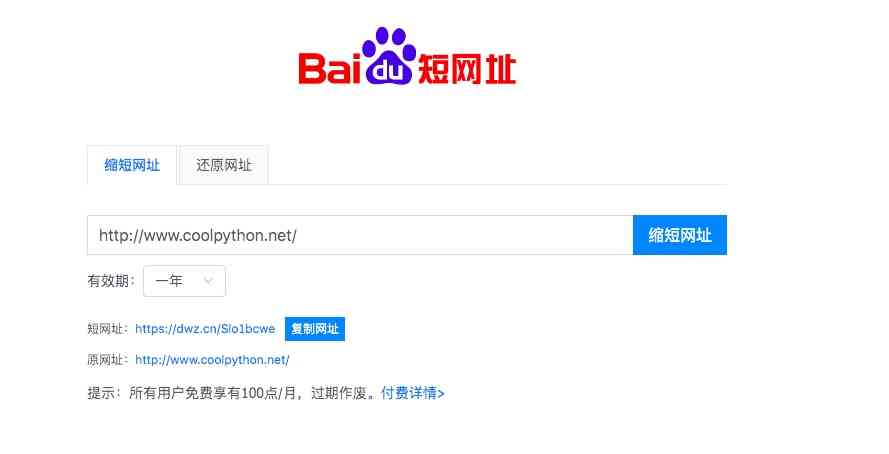 Baidu短网址
缩短网址 还原网址
http://www.coolpython.net/ 缩短网址
有效期： 一年
短网址：https://dwz.cn/Slo1bcwe 复制网址
原网址：http://www.coolpython.net/
提示：所有用户免费享有100点/月，过期作废。付费详情>